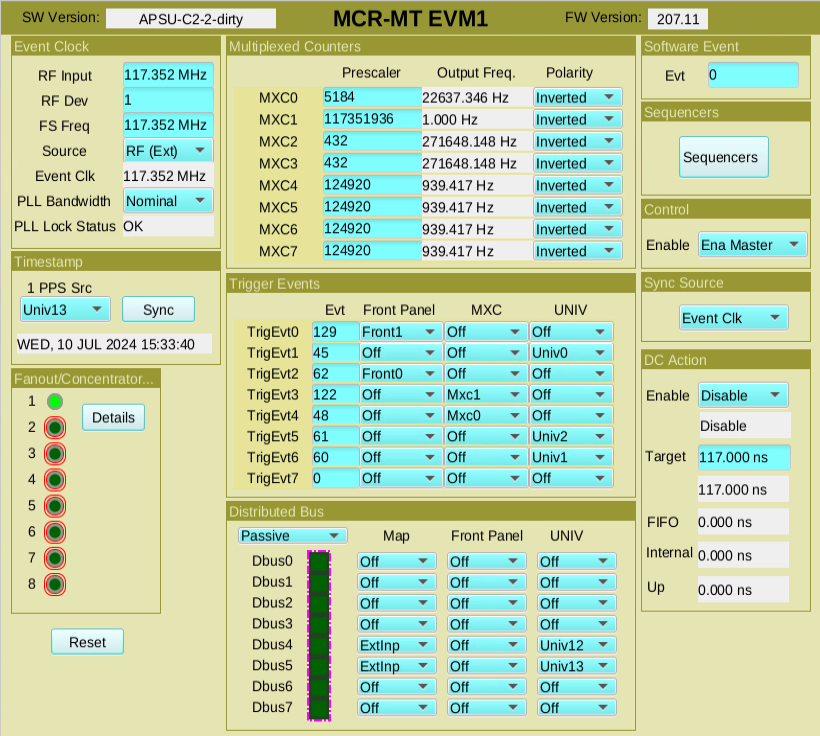 SW Version: APSU-C2-2-dirty MCR-MT EVM1 FW Version: 207.11
Event Clock
RF Input 117.352 MHz
RF Dev 1
FS Freq 117.352 MHz
Source RF (Ext)
Event Clk 117.352 MHz
PLL Bandwidth Nominal
PLL Lock Status OK
Timestamp
1 PPS Src
Univ13 Sync
WED, 10 JUL 2024 15:33:40
Fanout/Concentrator...
1
2 Details
3
4
5
6
7
8
Reset
Multiplexed Counters
Prescaler Output Freq. Polarity
MXC0 5184 22637.346 Hz Inverted
MXC1 117351936 1.000 Hz Inverted
MXC2 432 271648.148 Hz Inverted
MXC3 432 271648.148 Hz Inverted
MXC4 124920 939.417 Hz Inverted
MXC5 124920 939.417 Hz Inverted
MXC6 124920 939.417 Hz Inverted
MXC7 124920 939.417 Hz Inverted
Trigger Events
Evt Front Panel MXC UNIV
TrigEvt0 129 Front1 Off Off
TrigEvt1 45 Off Off Univ0
TrigEvt2 62 Front0 Off Off
TrigEvt3 122 Off Mxc1 Off
TrigEvt4 48 Off Mxc0 Off
TrigEvt5 61 Off Off Univ2
TrigEvt6 60 Off Off Univ1
TrigEvt7 0 Off Off Off
Distributed Bus
Passive Map Front Panel UNIV
Dbus0 Off Off Off
Dbus1 Off Off Off
Dbus2 Off Off Off
Dbus3 Off Off Off
Dbus4 ExtInp Off Univ12
Dbus5 ExtInp Off Univ13
Dbus6 Off Off Off
Dbus7 Off Off Off
Software Event
Evt 0
Sequencers
Sequencers
Control
Enable Ena Master
Sync Source
Event Clk
DC Action
Enable Disable
Disable
Target 117.000 ns
117.000 ns
FIFO 0.000 ns
Internal 0.000 ns
Up 0.000 ns